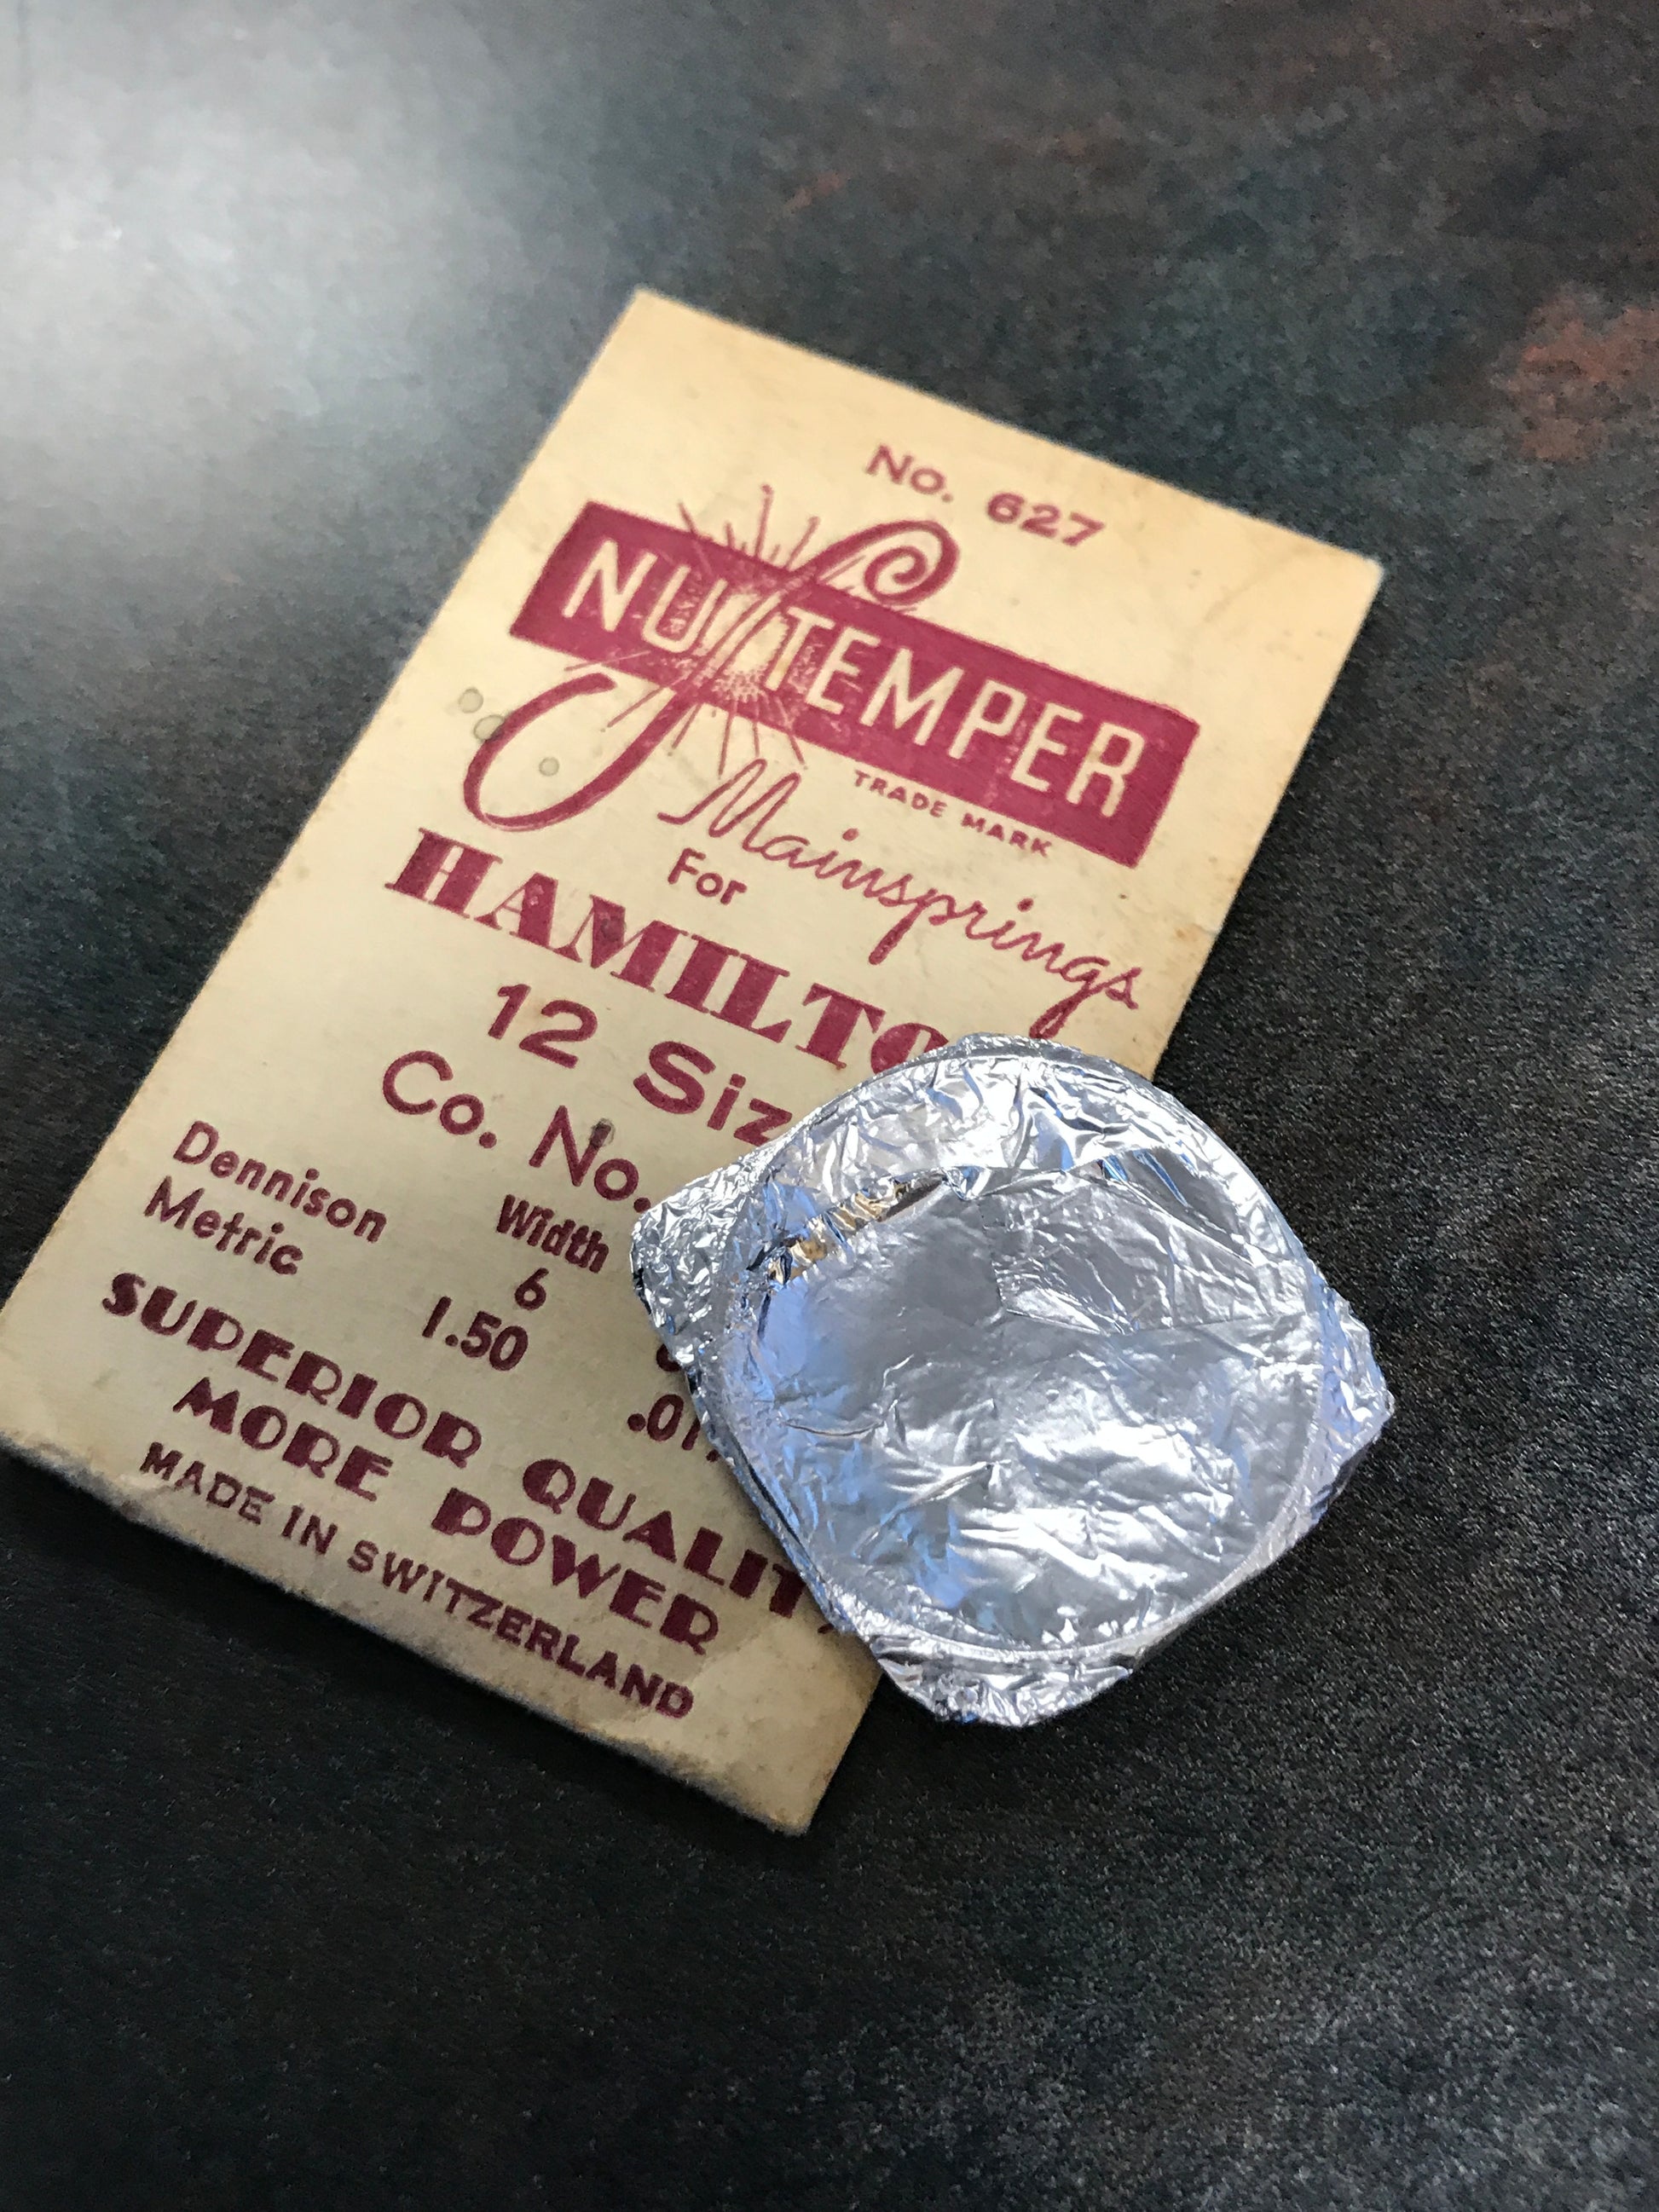 No. 627
NU TEMPER
TRADE MARK
Mainsprings
For
HAMILTO
12 Siz
Co. No.
Width
Dennison 6
Metric 1.50 .01
SUPERIOR QUALIT
MORE POWER
MADE IN SWITZERLAND